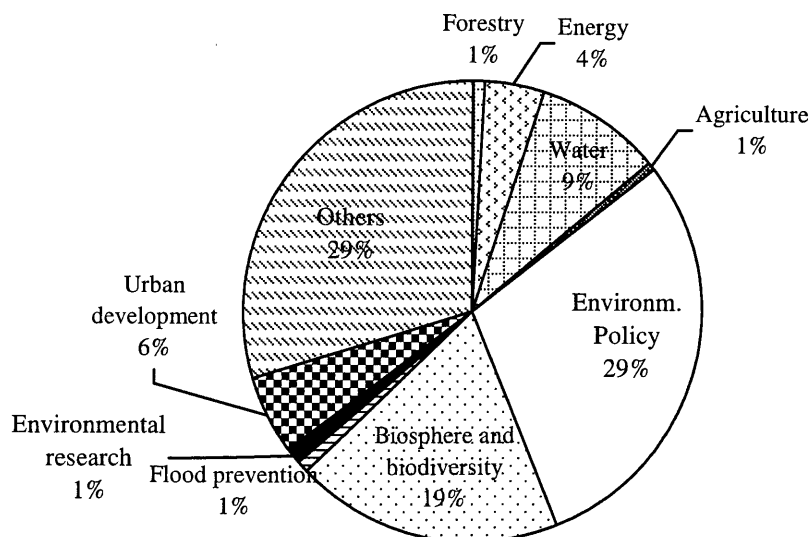 Forestry
1%
Energy
4%
Agriculture
1%
Water
9%
Environm.
Policy
29%
Others
29%
Urban
development
6%
Biosphere and
biodiversity
19%
Environmental
research
1%
Flood prevention
1%